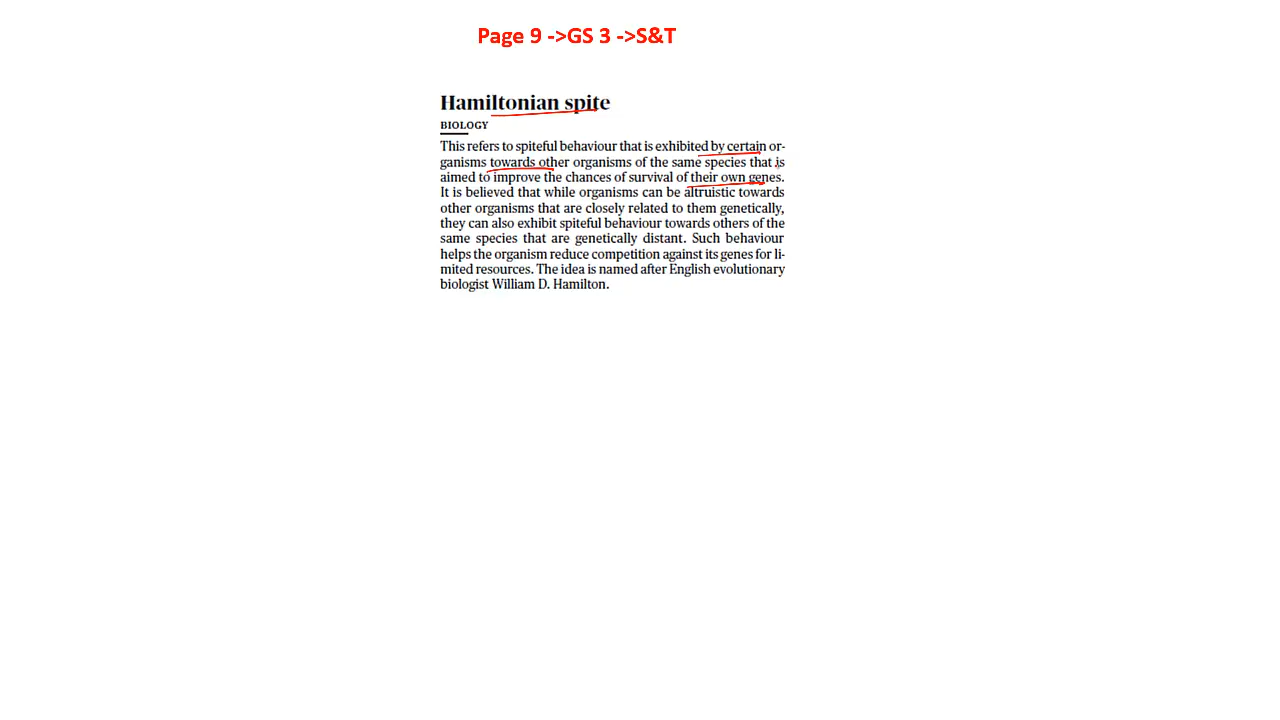 Page 9 ->GS 3 ->S&T
Hamiltonian spite
BIOLOGY
This refers to spiteful behaviour that is exhibited by certain or-
ganisms towards other organisms of the same species that is
aimed to improve the chances of survival of their own genes.
It is believed that while organisms can be altruistic towards
other organisms that are closely related to them genetically,
they can also exhibit spiteful behaviour towards others of the
same species that are genetically distant. Such behaviour
helps the organism reduce competition against its genes for li-
mited resources. The idea is named after English evolutionary
biologist William D. Hamilton.